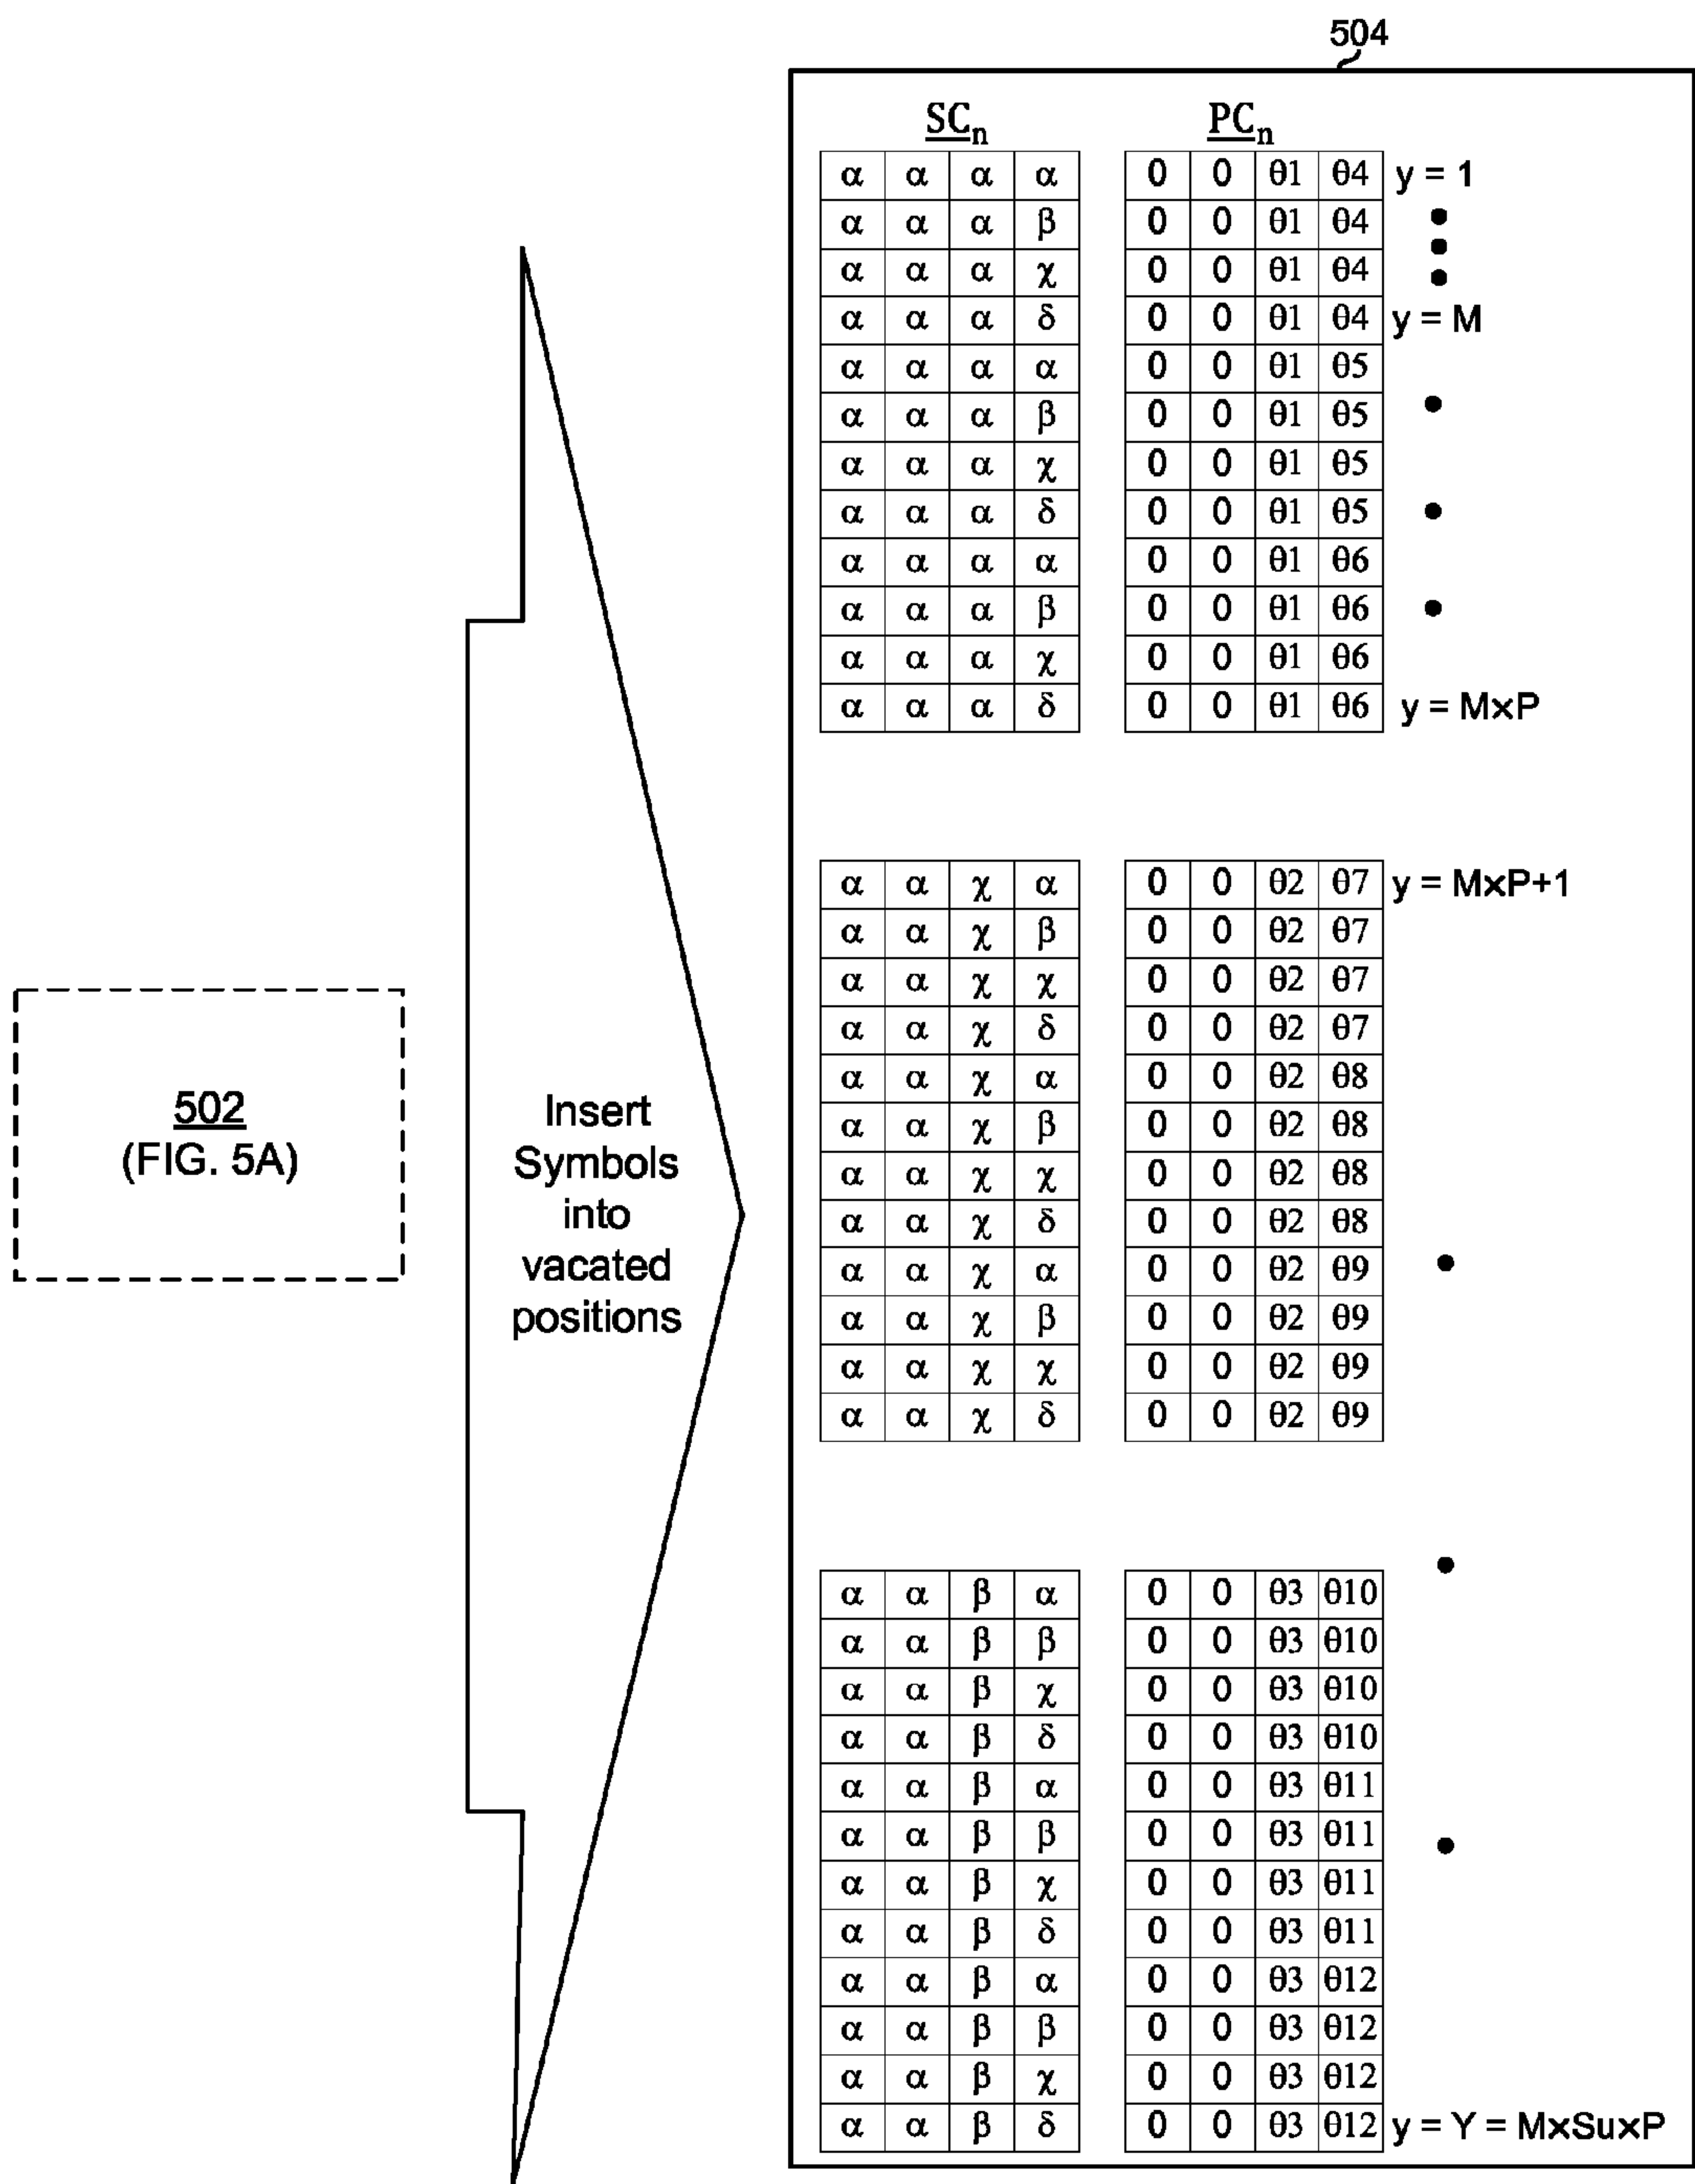 504
SCn PCn
α α α α 0 0 θ1 θ4 y = 1
α α α β 0 0 θ1 θ4
α α α χ 0 0 θ1 θ4
α α α δ 0 0 θ1 θ4 y = M
α α α α 0 0 θ1 θ5
α α α β 0 0 θ1 θ5
α α α χ 0 0 θ1 θ5
α α α δ 0 0 θ1 θ5
α α α α 0 0 θ1 θ6
α α α β 0 0 θ1 θ6
α α α χ 0 0 θ1 θ6
α α α δ 0 0 θ1 θ6 y = M×P
α α χ α 0 0 θ2 θ7 y = M×P+1
α α χ β 0 0 θ2 θ7
α α χ χ 0 0 θ2 θ7
α α χ δ 0 0 θ2 θ7
α α χ α 0 0 θ2 θ8
α α χ β 0 0 θ2 θ8
α α χ χ 0 0 θ2 θ8
α α χ δ 0 0 θ2 θ8
α α χ α 0 0 θ2 θ9
α α χ β 0 0 θ2 θ9
α α χ χ 0 0 θ2 θ9
α α χ δ 0 0 θ2 θ9
α α β α 0 0 θ3 θ10
α α β β 0 0 θ3 θ10
α α β χ 0 0 θ3 θ10
α α β δ 0 0 θ3 θ10
α α β α 0 0 θ3 θ11
α α β β 0 0 θ3 θ11
α α β χ 0 0 θ3 θ11
α α β δ 0 0 θ3 θ11
α α β α 0 0 θ3 θ12
α α β β 0 0 θ3 θ12
α α β χ 0 0 θ3 θ12
α α β δ 0 0 θ3 θ12 y = Y = M×Su×P
502
(FIG. 5A)
Insert
Symbols
into
vacated
positions